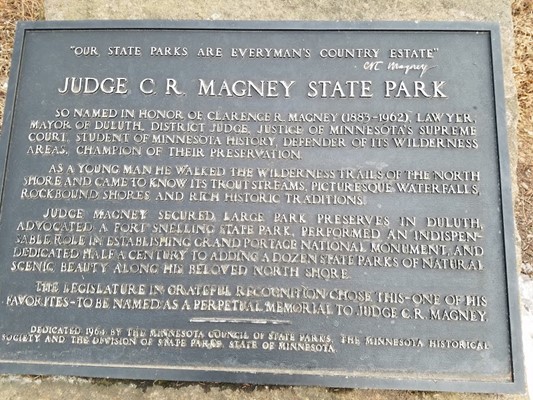 "OUR STATE PARKS ARE EVERYMAN'S COUNTRY ESTATE"
CR Magney
JUDGE C. R. MAGNEY STATE PARK
SO NAMED IN HONOR OF CLARENCE R. MAGNEY (1883-1962), LAWYER,
MAYOR OF DULUTH, DISTRICT JUDGE, JUSTICE OF MINNESOTA'S SUPREME
COURT, STUDENT OF MINNESOTA HISTORY, DEFENDER OF ITS WILDERNESS
AREAS, CHAMPION OF THEIR PRESERVATION.
AS A YOUNG MAN HE WALKED THE WILDERNESS TRAILS OF THE NORTH
SHORE AND CAME TO KNOW ITS TROUT STREAMS, PICTURESQUE WATERFALLS,
ROCKBOUND SHORES AND RICH HISTORIC TRADITIONS.
JUDGE MAGNEY SECURED LARGE PARK PRESERVES IN DULUTH,
ADVOCATED A FORT SNELLING STATE PARK, PERFORMED AN INDISPEN-
SABLE ROLE IN ESTABLISHING GRAND PORTAGE NATIONAL MONUMENT, AND
DEDICATED HALF A CENTURY TO ADDING A DOZEN STATE PARKS OF NATURAL
SCENIC BEAUTY ALONG HIS BELOVED NORTH SHORE.
THE LEGISLATURE IN GRATEFUL RECOGNITION CHOSE THIS-ONE OF HIS
FAVORITES-TO BE NAMED AS A PERPETUAL MEMORIAL TO JUDGE C. R. MAGNEY.
DEDICATED 1964 BY THE MINNESOTA COUNCIL OF STATE PARKS, THE MINNESOTA HISTORICAL
SOCIETY AND THE DIVISION OF STATE PARKS, STATE OF MINNESOTA.